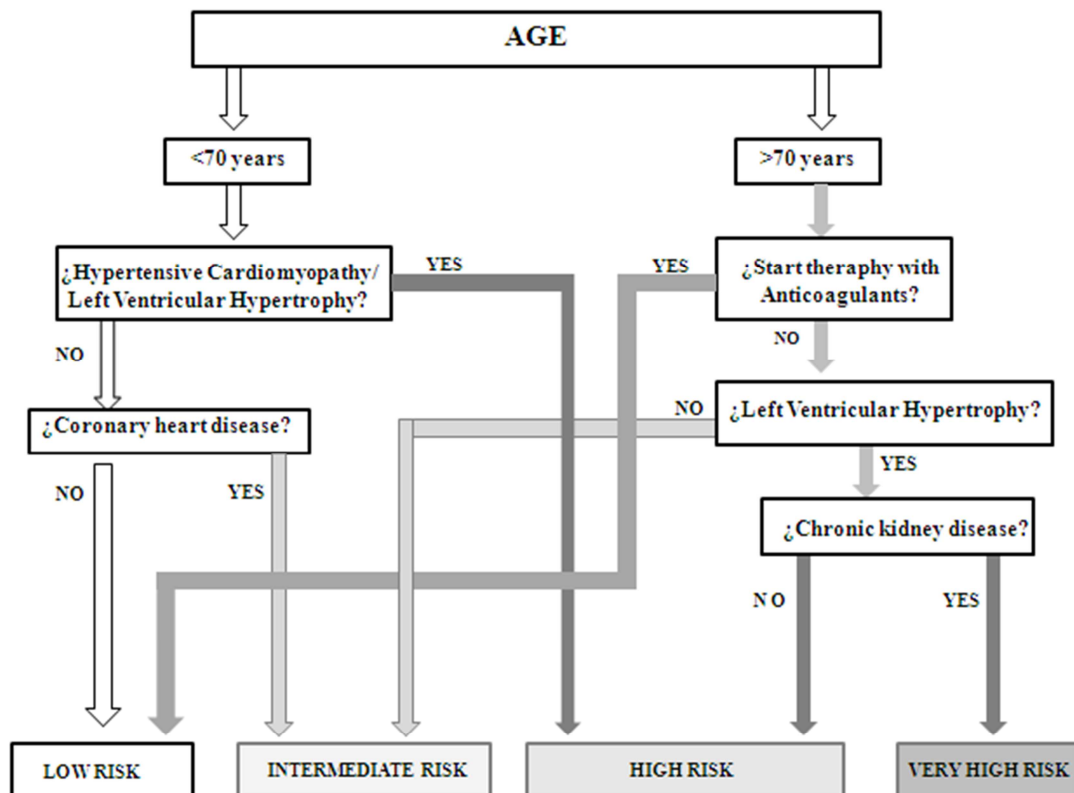 AGE
<70 years
>70 years
¿Hypertensive Cardiomyopathy/
Left Ventricular Hypertrophy?
YES
YES
¿Start theraphy with
Anticoagulants?
NO
NO
¿Coronary heart disease?
NO
¿Left Ventricular Hypertrophy?
NO
YES
YES
¿Chronic kidney disease?
N O
YES
LOW RISK
INTERMEDIATE RISK
HIGH RISK
VERY HIGH RISK